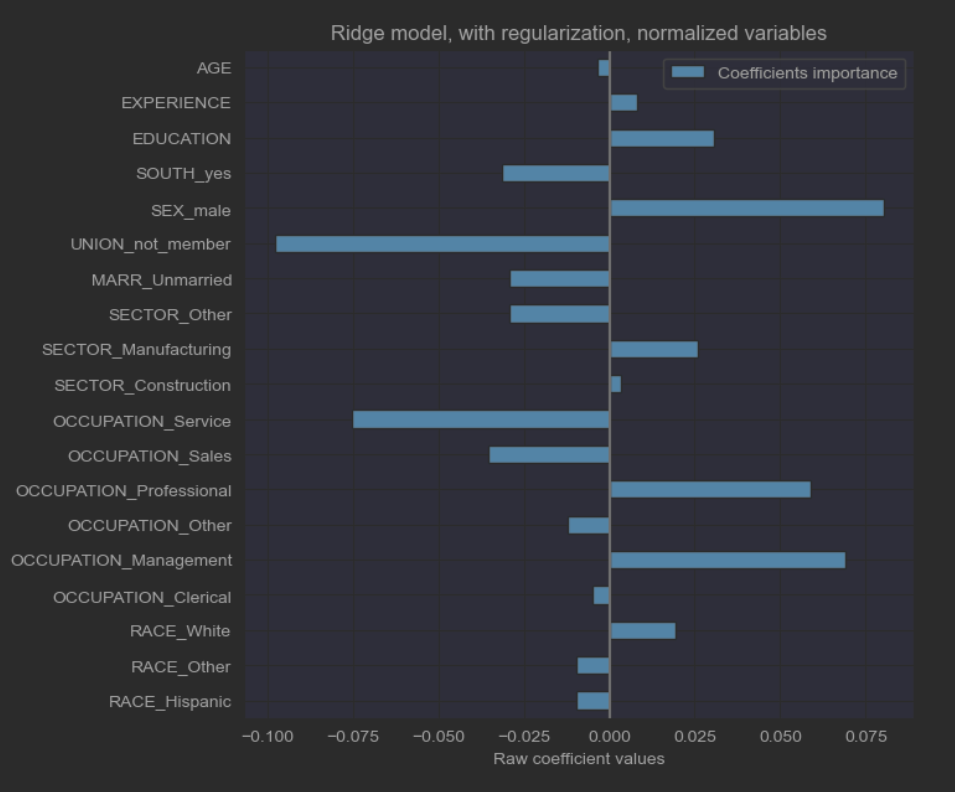 Ridge model, with regularization, normalized variables
Coefficients importance
AGE
EXPERIENCE
EDUCATION
SOUTH_yes
SEX_male
UNION_not_member
MARR_Unmarried
SECTOR_Other
SECTOR_Manufacturing
SECTOR_Construction
OCCUPATION_Service
OCCUPATION_Sales
OCCUPATION_Professional
OCCUPATION_Other
OCCUPATION_Management
OCCUPATION_Clerical
RACE_White
RACE_Other
RACE_Hispanic
−0.100 −0.075 −0.050 −0.025 0.000 0.025 0.050 0.075
Raw coefficient values